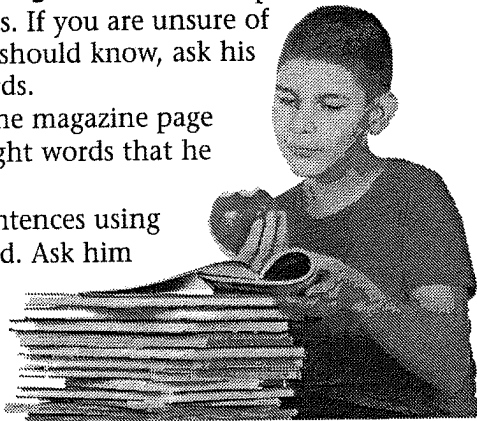 s. If you are unsure of
should know, ask his
ds.
ne magazine page
ght words that he
ntences using
d. Ask him